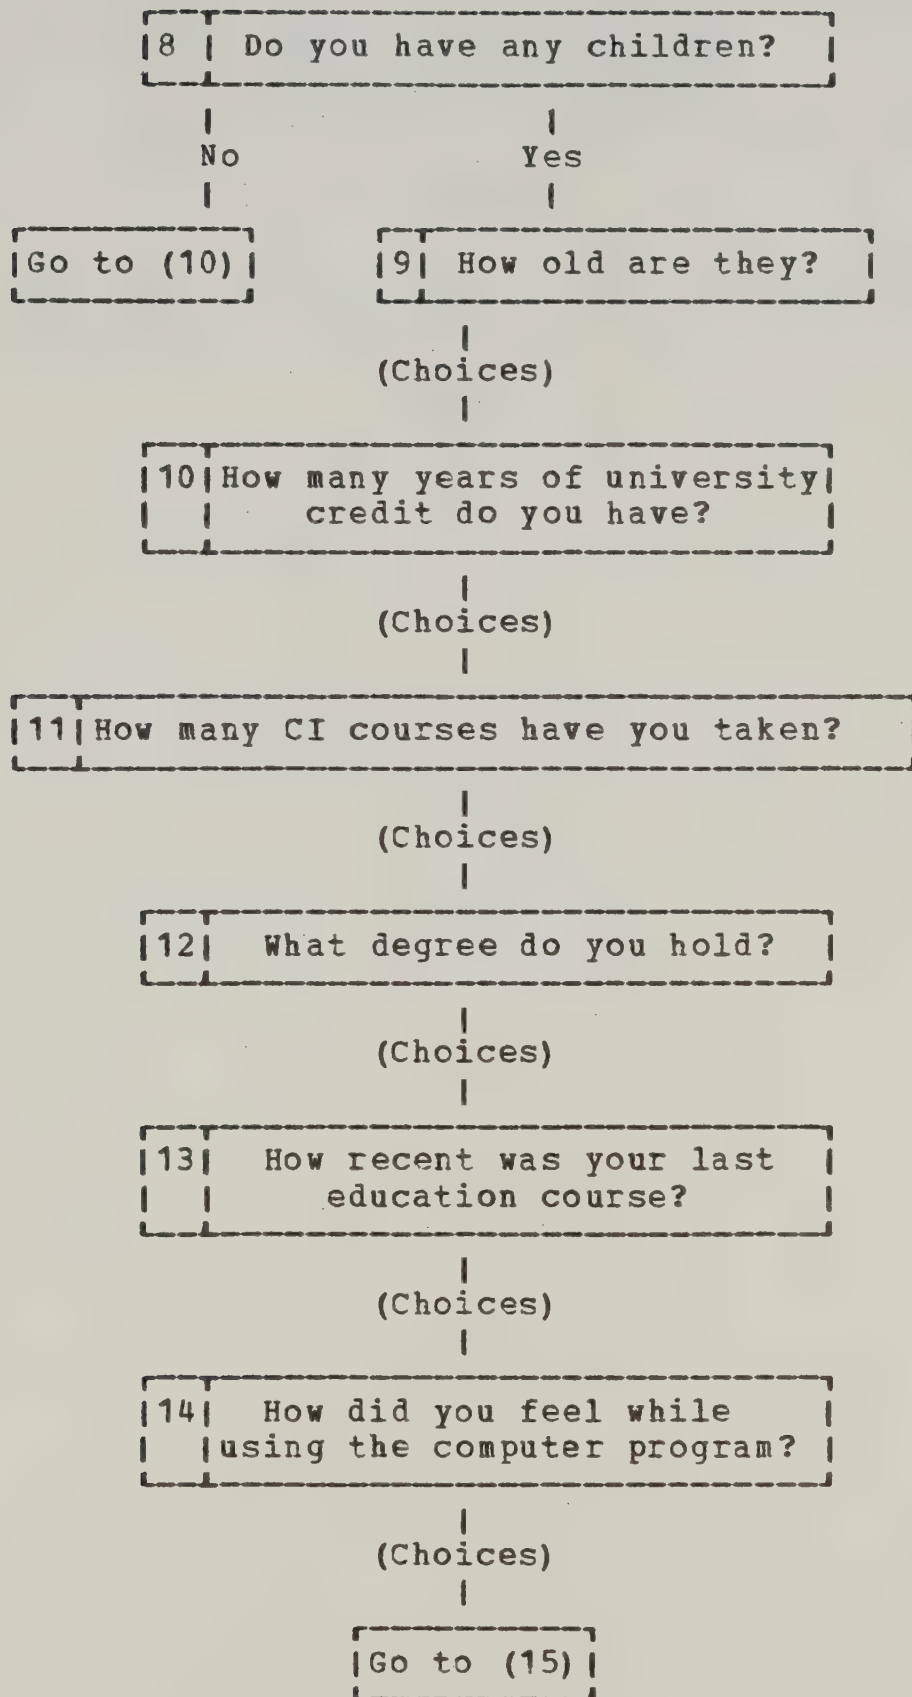 8 Do you have any children?
No Yes
Go to (10) 9 How old are they?
(Choices)
10 How many years of university
credit do you have?
(Choices)
11 How many CI courses have you taken?
(Choices)
12 What degree do you hold?
(Choices)
13 How recent was your last
education course?
(Choices)
14 How did you feel while
using the computer program?
(Choices)
Go to (15)